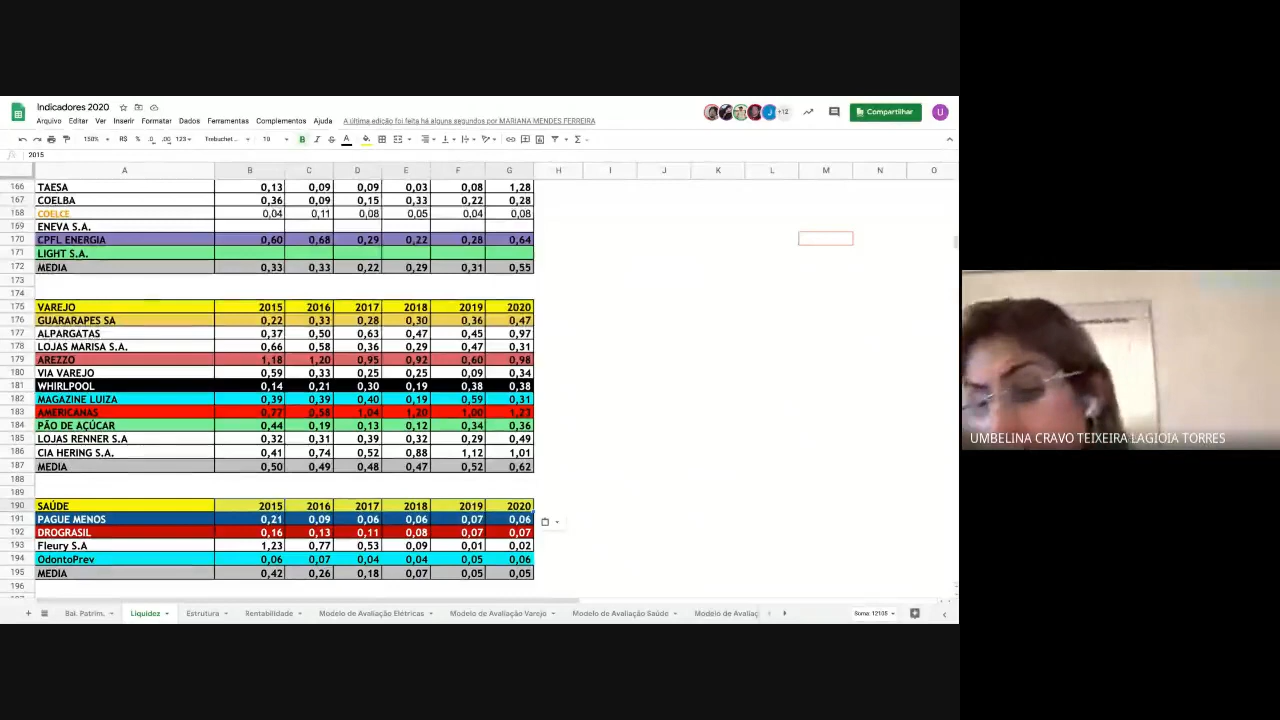 Indicadores 2020
Arquivo Editar Ver Inserir Formatar Dados Ferramentas Complementos Ajuda A última edição foi feita há alguns segundos por MARIANA MENDES FERREIRA
+12 Compartilhar U
150% R$ % .0 .00 123 Trebuchet... 10 B I S A
fx 2015
A B C D E F G H I J K L M N O
166 TAESA 0,13 0,09 0,09 0,03 0,08 1,28
167 COELBA 0,36 0,09 0,15 0,33 0,22 0,28
168 COELCE 0,04 0,11 0,08 0,05 0,04 0,08
169 ENEVA S.A.
170 CPFL ENERGIA 0,60 0,68 0,29 0,22 0,28 0,64
171 LIGHT S.A.
172 MEDIA 0,33 0,33 0,22 0,29 0,31 0,55
173
174
175 VAREJO 2015 2016 2017 2018 2019 2020
176 GUARARAPES SA 0,22 0,33 0,28 0,30 0,36 0,47
177 ALPARGATAS 0,37 0,50 0,63 0,47 0,45 0,97
178 LOJAS MARISA S.A. 0,66 0,58 0,36 0,29 0,47 0,31
179 AREZZO 1,18 1,20 0,95 0,92 0,60 0,98
180 VIA VAREJO 0,59 0,33 0,25 0,25 0,09 0,34
181 WHIRLPOOL 0,14 0,21 0,30 0,19 0,38 0,38
182 MAGAZINE LUIZA 0,39 0,39 0,40 0,19 0,59 0,31
183 AMERICANAS 0,77 0,58 1,04 1,20 1,00 1,23
184 PÃO DE AÇÚCAR 0,44 0,19 0,13 0,12 0,34 0,36
185 LOJAS RENNER S.A 0,32 0,31 0,39 0,32 0,29 0,49
186 CIA HERING S.A. 0,41 0,74 0,52 0,88 1,12 1,01
187 MEDIA 0,50 0,49 0,48 0,47 0,52 0,62
188
189
190 SAÚDE 2015 2016 2017 2018 2019 2020
191 PAGUE MENOS 0,21 0,09 0,06 0,06 0,07 0,06
192 DROGRASIL 0,16 0,13 0,11 0,08 0,07 0,07
193 Fleury S.A 1,23 0,77 0,53 0,09 0,01 0,02
194 OdontoPrev 0,06 0,07 0,04 0,04 0,05 0,06
195 MEDIA 0,42 0,26 0,18 0,07 0,05 0,05
196
Bal. Patrim. Liquidez Estrutura Rentabilidade Modelo de Avaliação Elétricas Modelo de Avaliação Varejo Modelo de Avaliação Saúde Modelo de Avaliaç Soma: 12105
UMBELINA CRAVO TEIXEIRA LAGIOIA TORRES